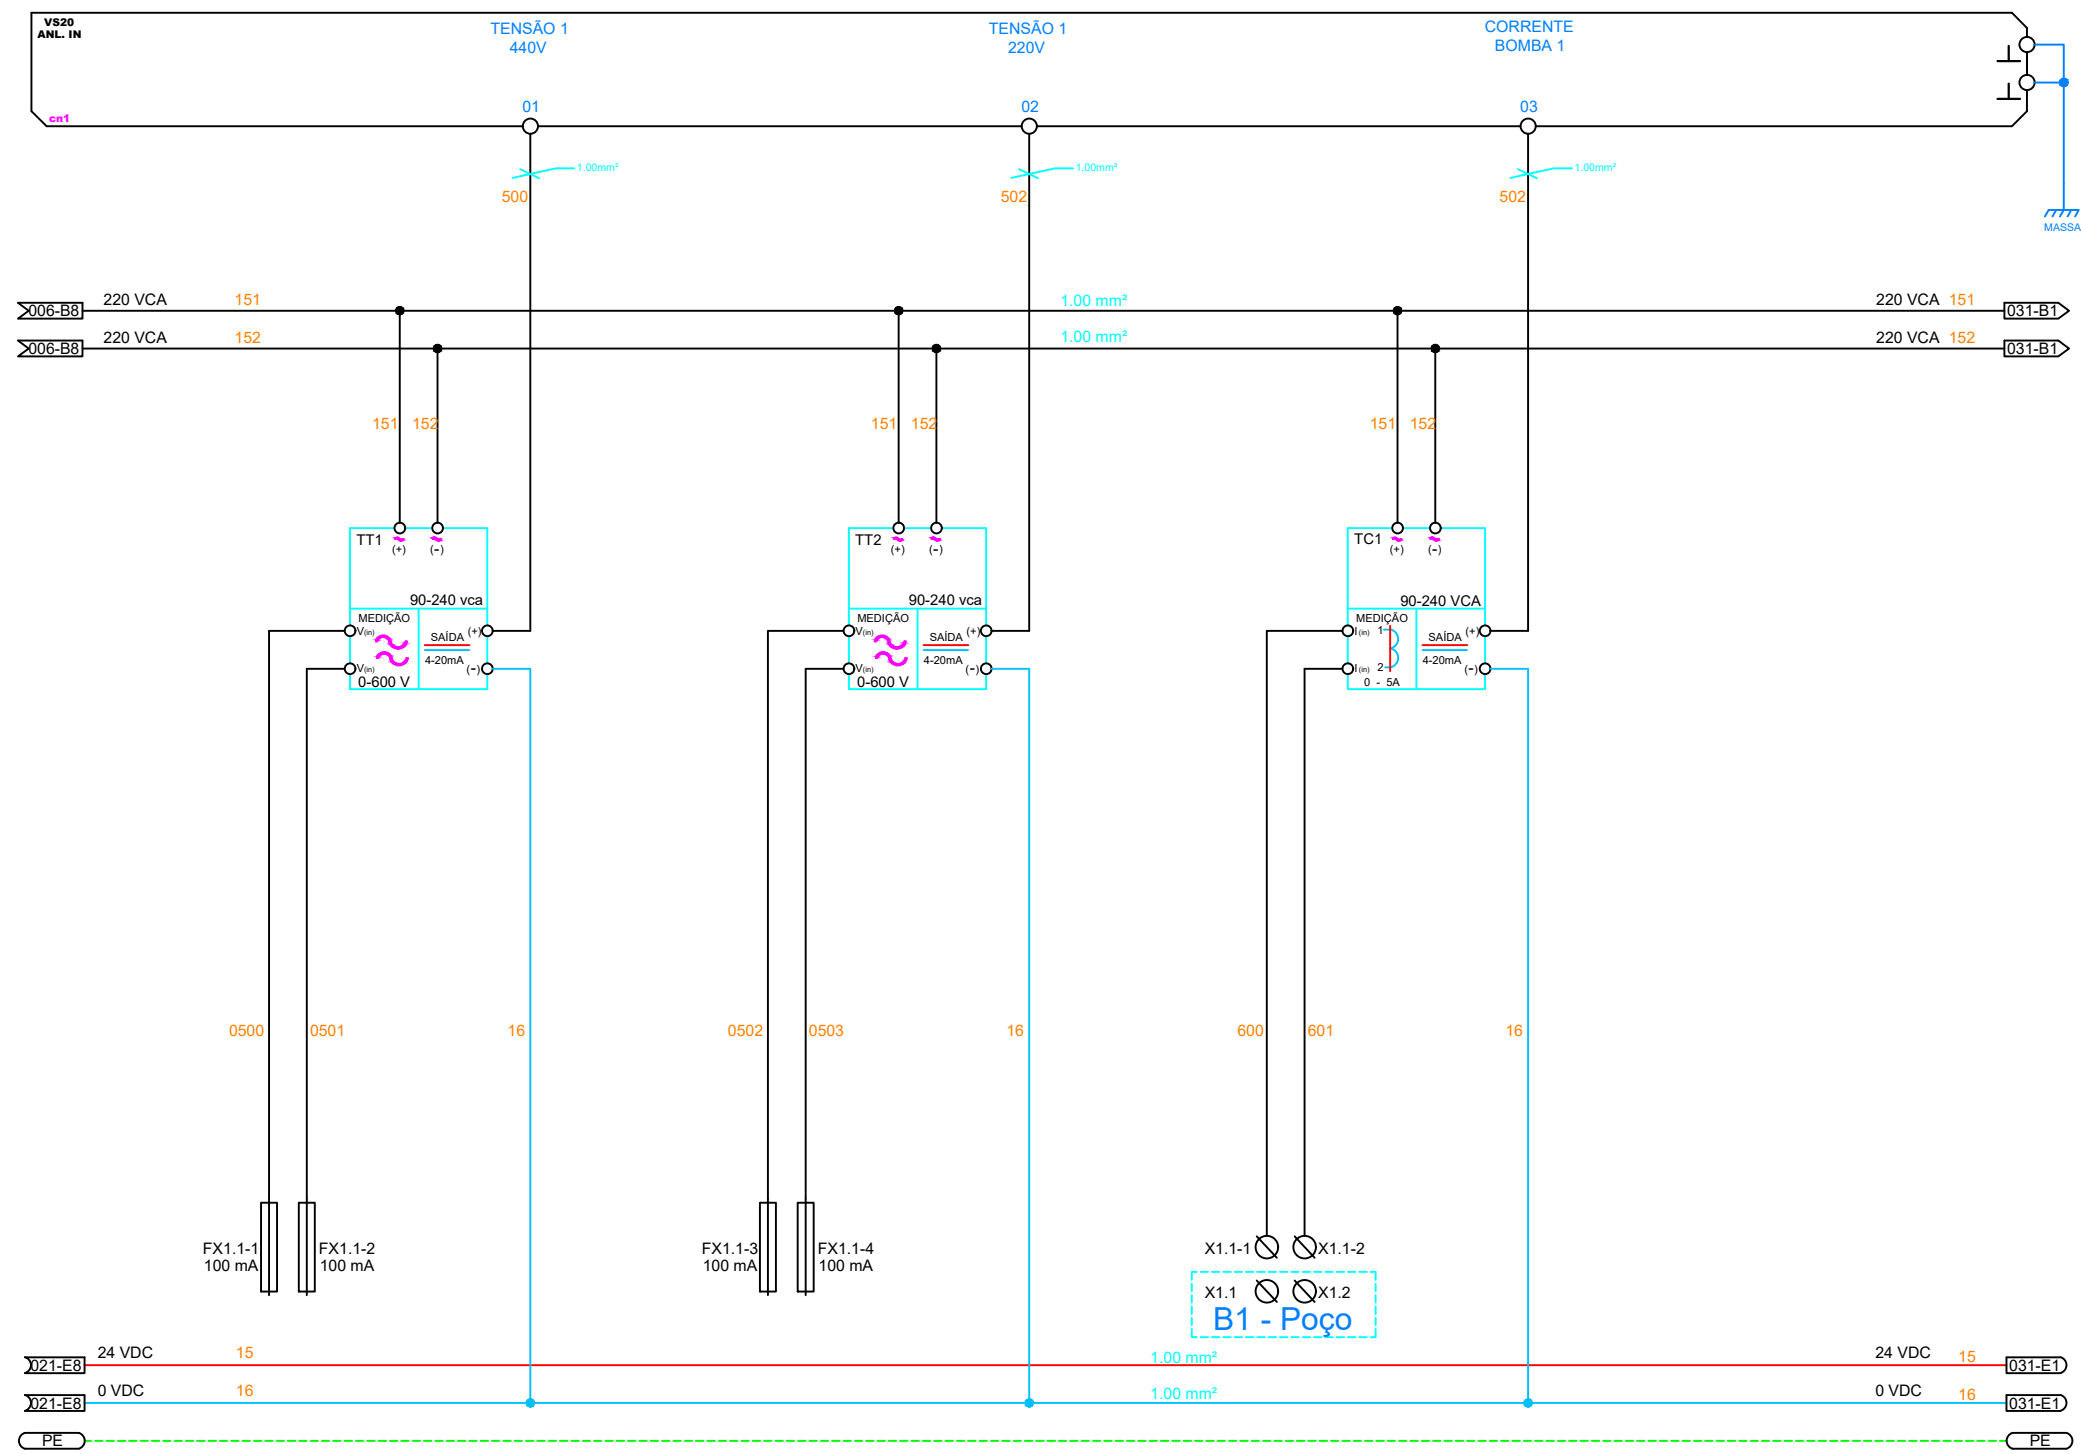 VS20
ANL. IN
TENSÃO 1
440V
TENSÃO 1
220V
CORRENTE
BOMBA 1
cn1
01
02
03
1.00mm²
1.00mm²
1.00mm²
500
502
502
MASSA
006-B8
220 VCA
151
1.00 mm²
220 VCA
151
031-B1
006-B8
220 VCA
152
1.00 mm²
220 VCA
152
031-B1
151
152
151
152
151
152
TT1
(+)
(-)
90-240 vca
MEDIÇÃO
V(in)
SAÍDA
(+)
4-20mA
V(in)
(-)
0-600 V
TT2
(+)
(-)
90-240 vca
MEDIÇÃO
V(in)
SAÍDA
(+)
4-20mA
V(in)
(-)
0-600 V
TC1
(+)
(-)
90-240 VCA
MEDIÇÃO
I(in)
1
SAÍDA
(+)
4-20mA
I(in)
2
(-)
0 - 5A
0500
0501
16
0502
0503
16
600
601
16
FX1.1-1
100 mA
FX1.1-2
100 mA
FX1.1-3
100 mA
FX1.1-4
100 mA
X1.1-1
X1.1-2
X1.1
X1.2
B1 - Poço
021-E8
24 VDC
15
1.00 mm²
24 VDC
15
031-E1
021-E8
0 VDC
16
1.00 mm²
0 VDC
16
031-E1
PE
PE